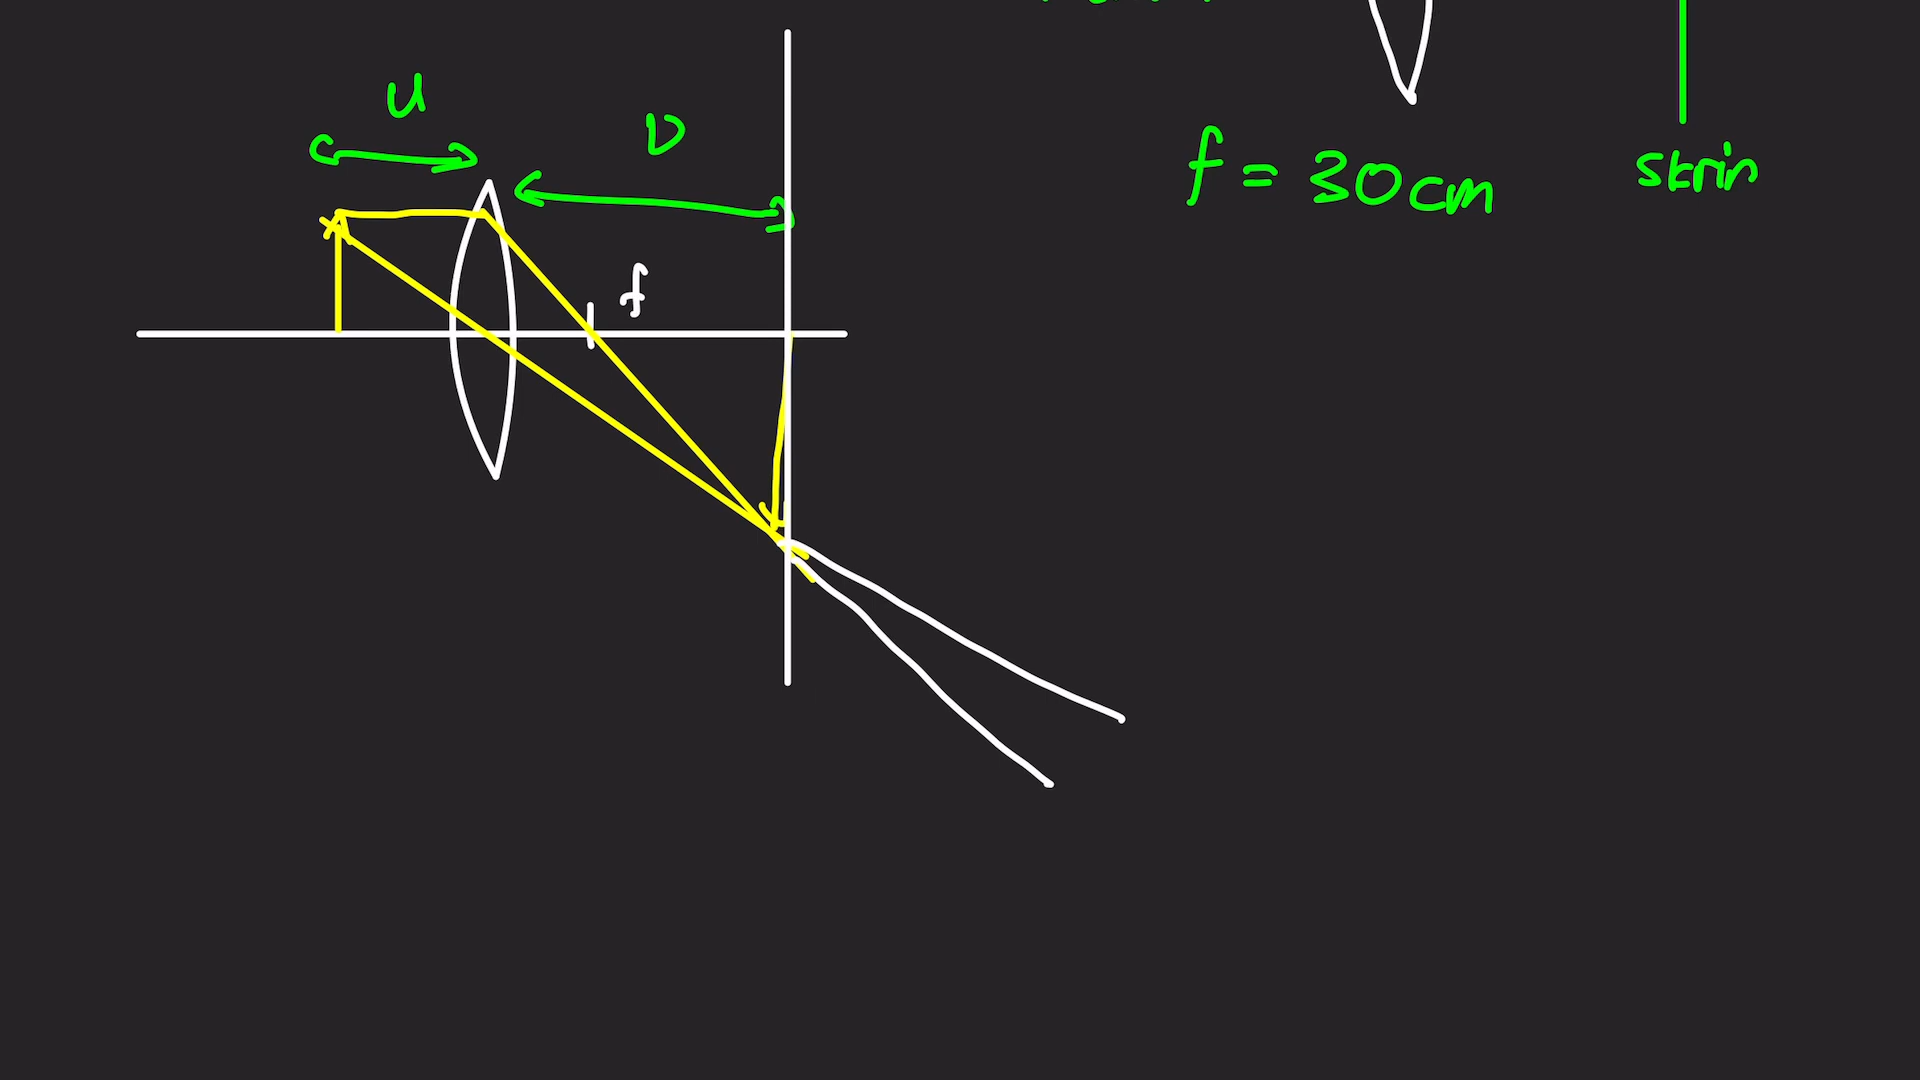 u
v
f
f = 30cm
skrin